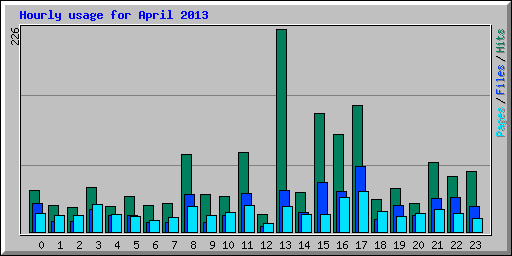 Hourly usage for April 2013
226
Pages / Files / Hits
0 1 2 3 4 5 6 7 8 9 10 11 12 13 14 15 16 17 18 19 20 21 22 23